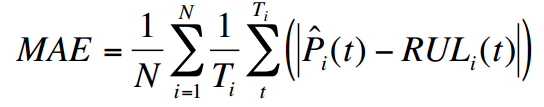 $MAE = \frac{1}{N} \sum_{i=1}^{N} \frac{1}{T_i} \sum_{t}^{T_i} \left( \left| \hat{P}_i(t) - RUL_i(t) \right| \right)$